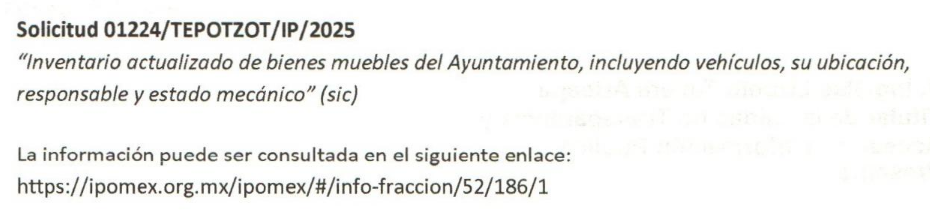 Solicitud 01224/TEPOTZOT/IP/2025
“Inventario actualizado de bienes muebles del Ayuntamiento, incluyendo vehículos, su ubicación,
responsable y estado mecánico” (sic)
La información puede ser consultada en el siguiente enlace:
https://ipomex.org.mx/ipomex/#/info-fraccion/52/186/1